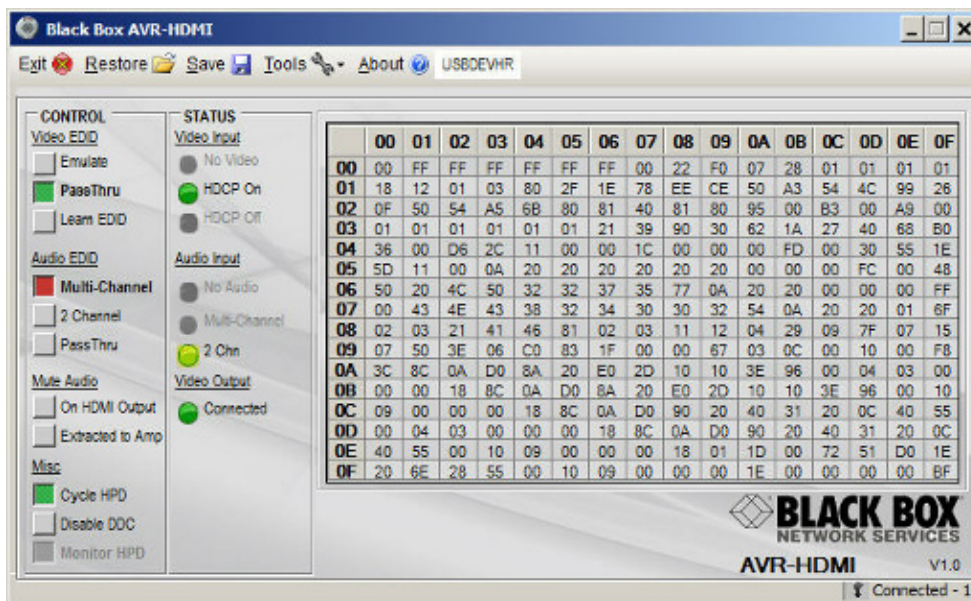 Black Box AVR-HDMI
Exit Restore Save Tools About USBDEVHR
CONTROL
Video EDID
Emulate
PassThru
Learn EDID
Audio EDID
Multi-Channel
2 Channel
PassThru
Mute Audio
On HDMI Output
Extracted to Amp
Misc
Cycle HPD
Disable DDC
Monitor HPD
STATUS
Video Input
No Video
HDCP On
HDCP Off
Audio Input
No Audio
Multi-Channel
2 Chn
Video Output
Connected
00 01 02 03 04 05 06 07 08 09 0A 0B 0C 0D 0E 0F
00 00 FF FF FF FF FF FF 00 22 F0 07 28 01 01 01 01
01 18 12 01 03 80 2F 1E 78 EE CE 50 A3 54 4C 99 26
02 0F 50 54 A5 6B 80 81 40 81 80 95 00 B3 00 A9 00
03 01 01 01 01 01 01 21 39 90 30 62 1A 27 40 68 B0
04 36 00 D6 2C 11 00 00 1C 00 00 00 FD 00 30 55 1E
05 5D 11 00 0A 20 20 20 20 20 20 00 00 00 FC 00 48
06 50 20 4C 50 32 32 37 35 77 0A 20 20 00 00 00 FF
07 00 43 4E 43 38 32 34 30 30 32 54 0A 20 20 01 6F
08 02 03 21 41 46 81 02 03 11 12 04 29 09 7F 07 15
09 07 50 3E 06 C0 83 1F 00 00 67 03 0C 00 10 00 F8
0A 3C 8C 0A D0 8A 20 E0 2D 10 10 3E 96 00 04 03 00
0B 00 00 18 8C 0A D0 8A 20 E0 2D 10 10 3E 96 00 10
0C 09 00 00 00 18 8C 0A D0 90 20 40 31 20 0C 40 55
0D 00 04 03 00 00 00 18 8C 0A D0 90 20 40 31 20 0C
0E 40 55 00 10 09 00 00 00 18 01 1D 00 72 51 D0 1E
0F 20 6E 28 55 00 10 09 00 00 00 1E 00 00 00 00 BF
BLACK BOX
NETWORK SERVICES
AVR-HDMI V1.0
Connected - 1